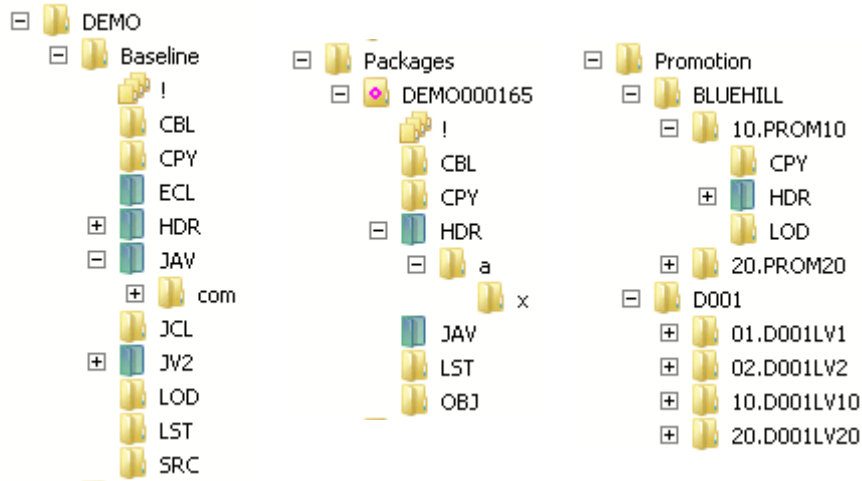 DEMO
Baseline
!
CBL
CPY
ECL
HDR
JAV
com
JCL
JV2
LOD
LST
SRC
Packages
DEMO000165
!
CBL
CPY
HDR
a
x
JAV
LST
OBJ
Promotion
BLUEHILL
10.PROM10
CPY
HDR
LOD
20.PROM20
D001
01.D001LV1
02.D001LV2
10.D001LV10
20.D001LV20